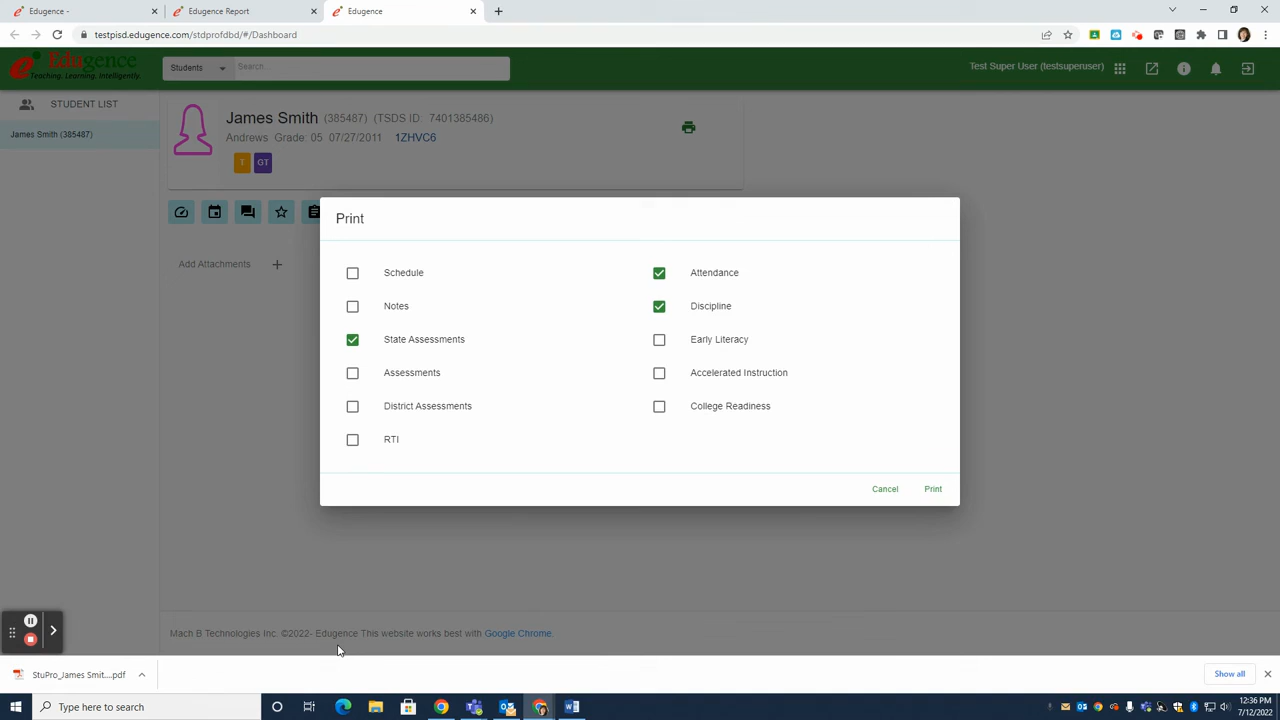 Edugence -
Edugence Report
Edugence
testpisd.edugence.com/stdprofdbd/#/Dashboard
Edugence
Teaching. Learning. Intelligently.
Students
Search...
Test Super User (testsuperuser)
STUDENT LIST
James Smith (385487)
James Smith (385487) (TSDS ID: 7401385486)
Andrews Grade: 05 07/27/2011 1ZHVC6
T GT
Add Attachments
Print
Schedule
Attendance
Notes
Discipline
State Assessments
Early Literacy
Assessments
Accelerated Instruction
District Assessments
College Readiness
RTI
Cancel
Print
Mach B Technologies Inc. ©2022- Edugence This website works best with Google Chrome.
StuPro_James Smit....pdf
Show all
Type here to search
12:36 PM
7/12/2022